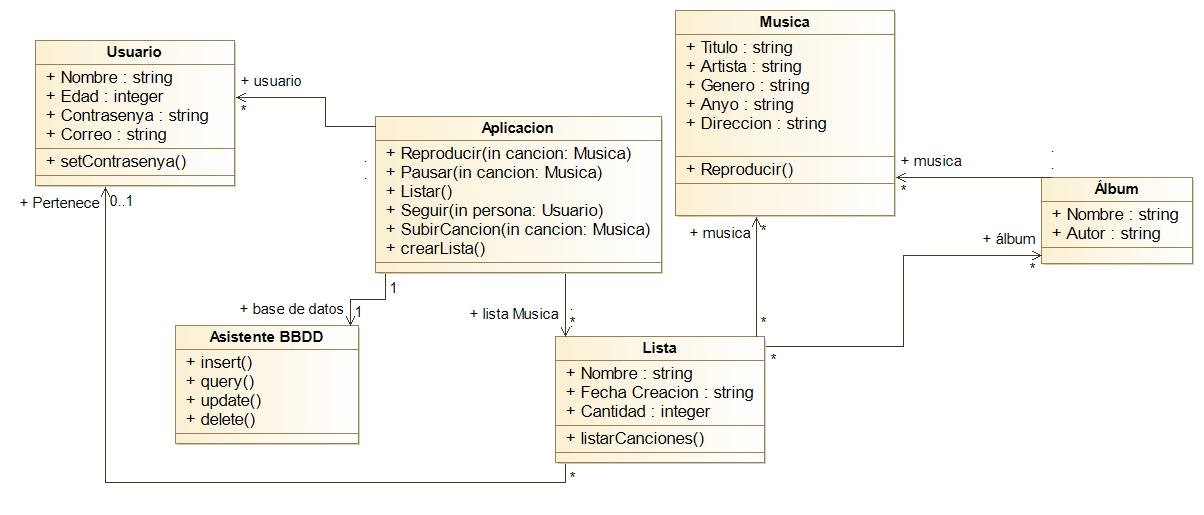 Usuario
+ Nombre : string
+ Edad : integer
+ Contrasenya : string
+ Correo : string
+ setContrasenya()
+ usuario
*
Aplicacion
+ Reproducir(in cancion: Musica)
+ Pausar(in cancion: Musica)
+ Listar()
+ Seguir(in persona: Usuario)
+ SubirCancion(in cancion: Musica)
+ crearLista()
Musica
+ Titulo : string
+ Artista : string
+ Genero : string
+ Anyo : string
+ Direccion : string
+ Reproducir()
+ musica
*
Álbum
+ Nombre : string
+ Autor : string
+ Pertenece
0..1
+ musica
*
+ álbum
*
1
+ base de datos
1
+ lista Musica
*
*
Asistente BBDD
+ insert()
+ query()
+ update()
+ delete()
Lista
+ Nombre : string
+ Fecha Creacion : string
+ Cantidad : integer
+ listarCanciones()
*
*